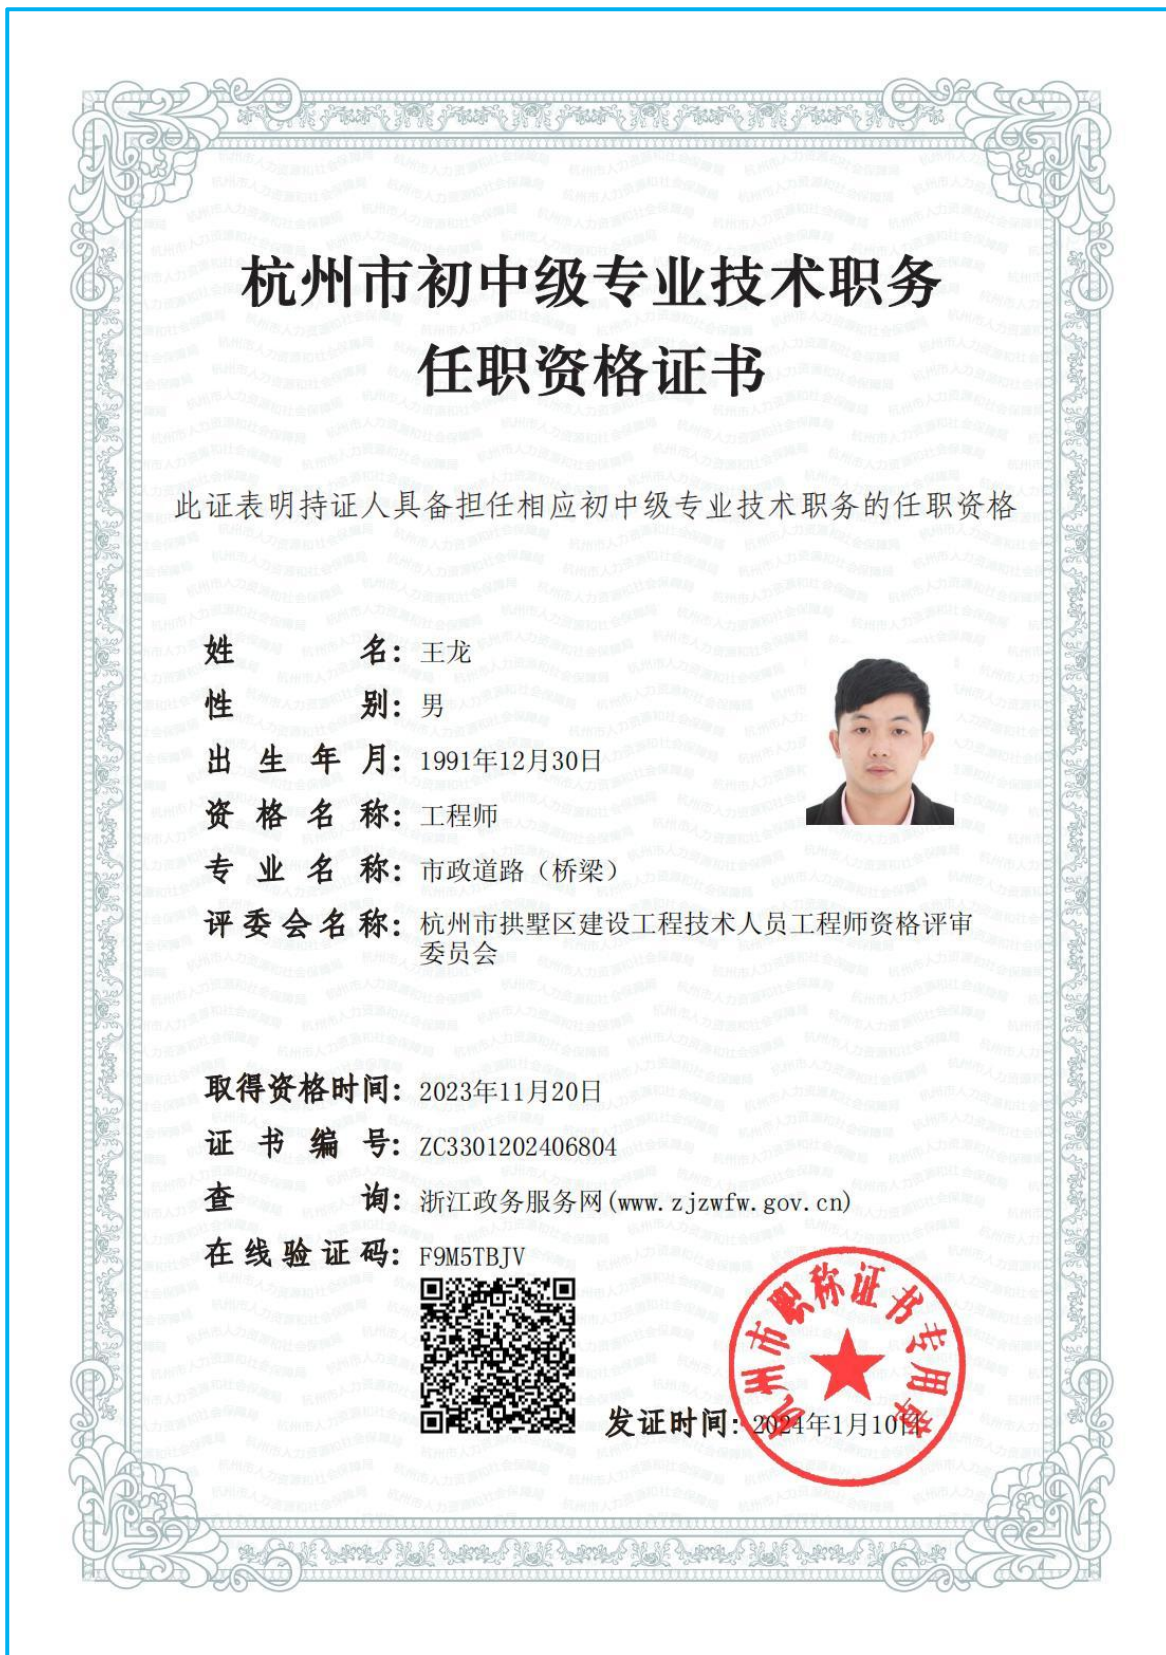 杭州市初中级专业技术职务
任职资格证书
此证表明持证人具备担任相应初中级专业技术职务的任职资格
姓名：王龙
性别：男
出生年月：1991年12月30日
资格名称：工程师
专业名称：市政道路（桥梁）
评委会名称：杭州市拱墅区建设工程技术人员工程师资格评审
委员会
取得资格时间：2023年11月20日
证书编号：ZC3301202406804
查询：浙江政务服务网(www.zjzwfw.gov.cn)
在线验证码：F9M5TBJV
杭州市职称证书专用章
发证时间：2024年1月10日